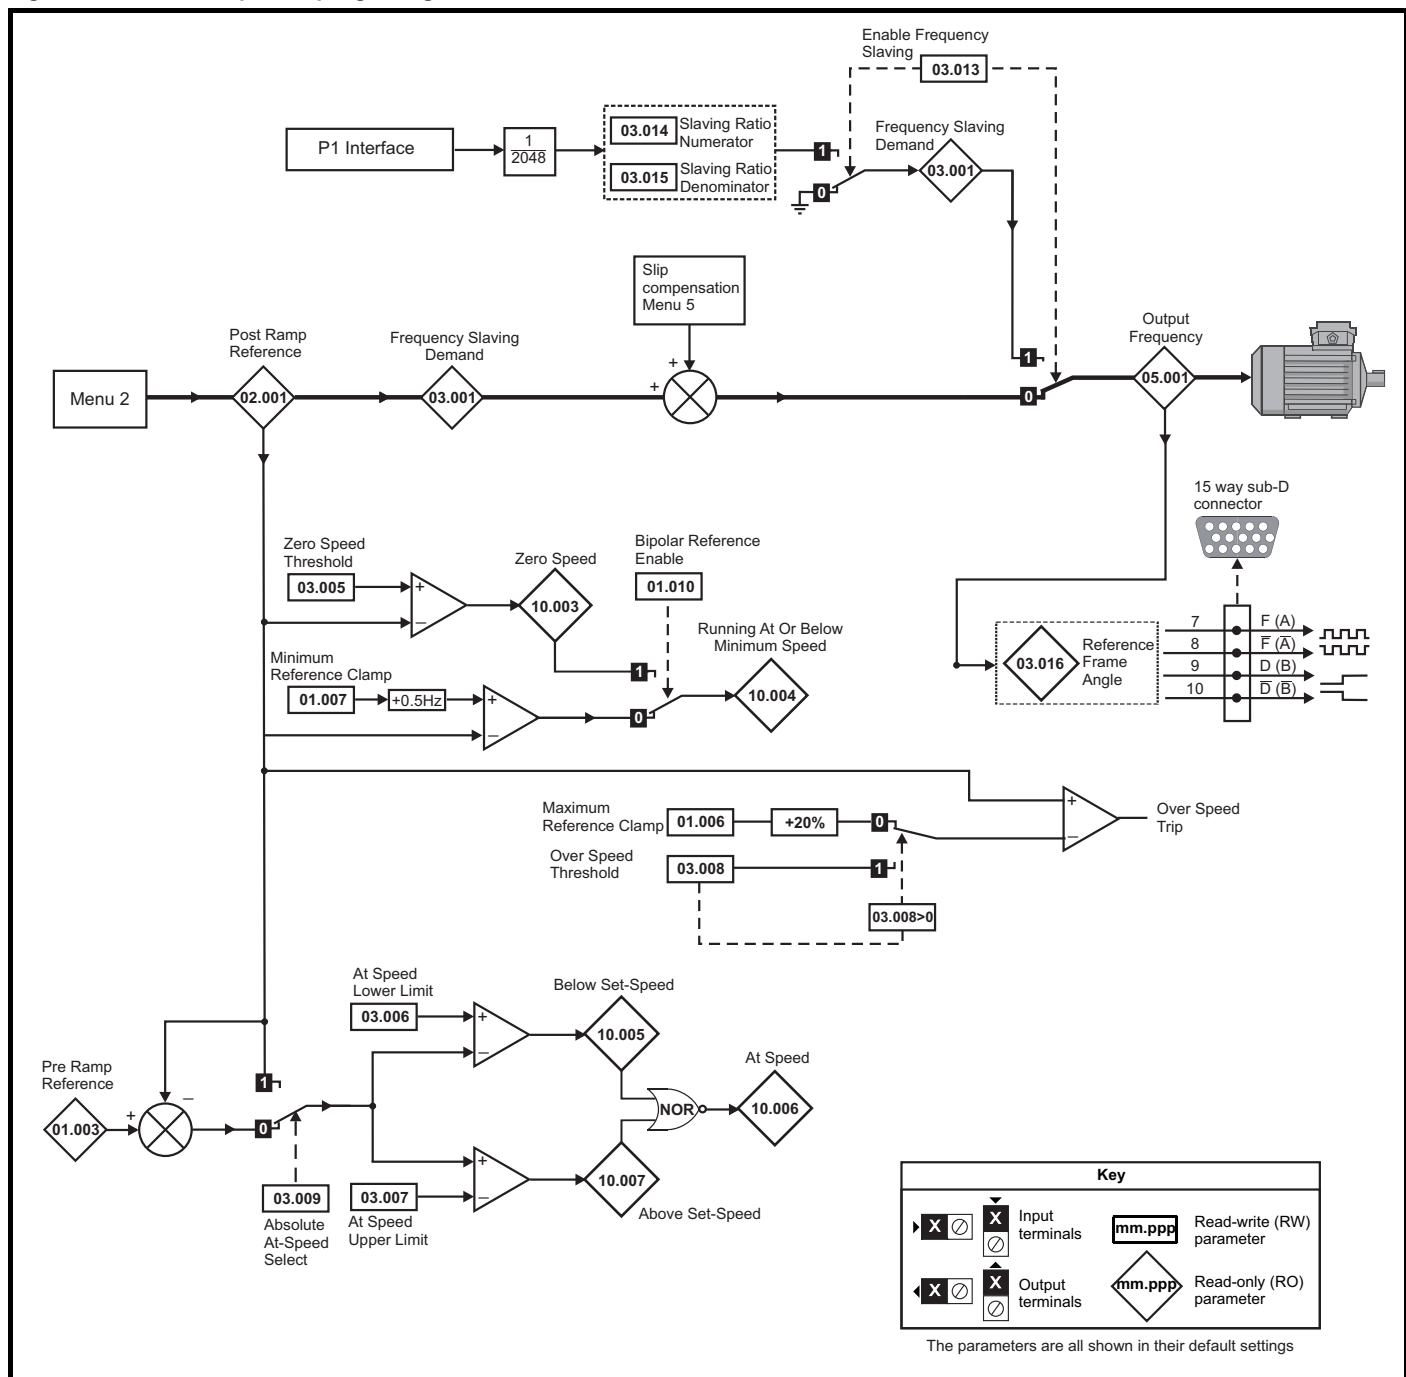 Enable Frequency
Slaving
03.013
P1 Interface
1
2048
03.014
Slaving Ratio
Numerator
03.015
Slaving Ratio
Denominator
1
0
Frequency Slaving
Demand
03.001
Slip
compensation
Menu 5
Menu 2
Post Ramp
Reference
02.001
Frequency Slaving
Demand
03.001
+
+
1
0
Output
Frequency
05.001
15 way sub-D
connector
Zero Speed
Threshold
03.005
+
–
Zero Speed
10.003
Bipolar Reference
Enable
01.010
Running At Or Below
Minimum Speed
10.004
1
0
Minimum
Reference Clamp
01.007
+0.5Hz
+
–
03.016
Reference
Frame
Angle
7 F (A)
8 F̅ (A̅)
9 D (B)
10 D̅ (B̅)
Maximum
Reference Clamp
01.006
+20%
0
Over Speed
Threshold
03.008
1
03.008>0
+
–
Over Speed
Trip
At Speed
Lower Limit
03.006
+
–
Below Set-Speed
10.005
NOR
At Speed
10.006
Pre Ramp
Reference
01.003
+
–
1
0
03.009
Absolute
At-Speed
Select
03.007
At Speed
Upper Limit
+
–
10.007
Above Set-Speed
Key
X
X
Input
terminals
mm.ppp
Read-write (RW)
parameter
X
X
Output
terminals
mm.ppp
Read-only (RO)
parameter
The parameters are all shown in their default settings